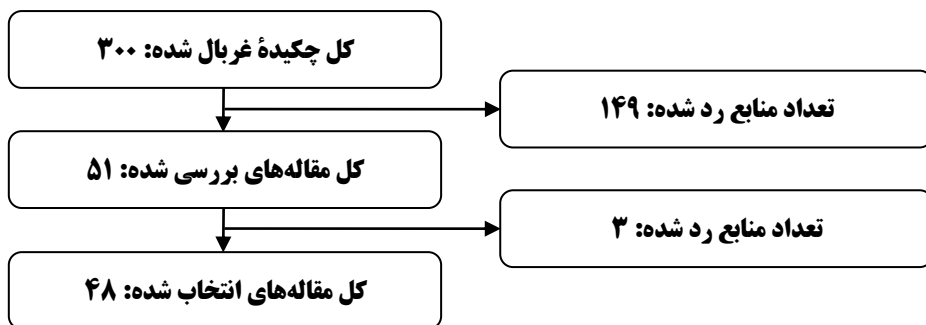 کل چکیدۀ غربال شده: ۳۰۰
تعداد منابع رد شده: ۱۴۹
کل مقاله‌های بررسی شده: ۵۱
تعداد منابع رد شده: ۳
کل مقاله‌های انتخاب شده: ۴۸